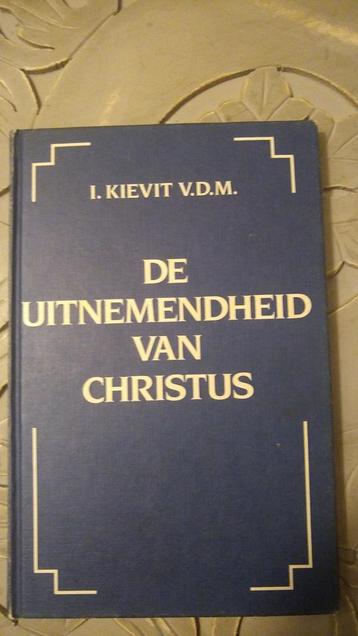 I. KIEVIT V.D.M.
DE
UITNEMENDHEID
VAN
CHRISTUS